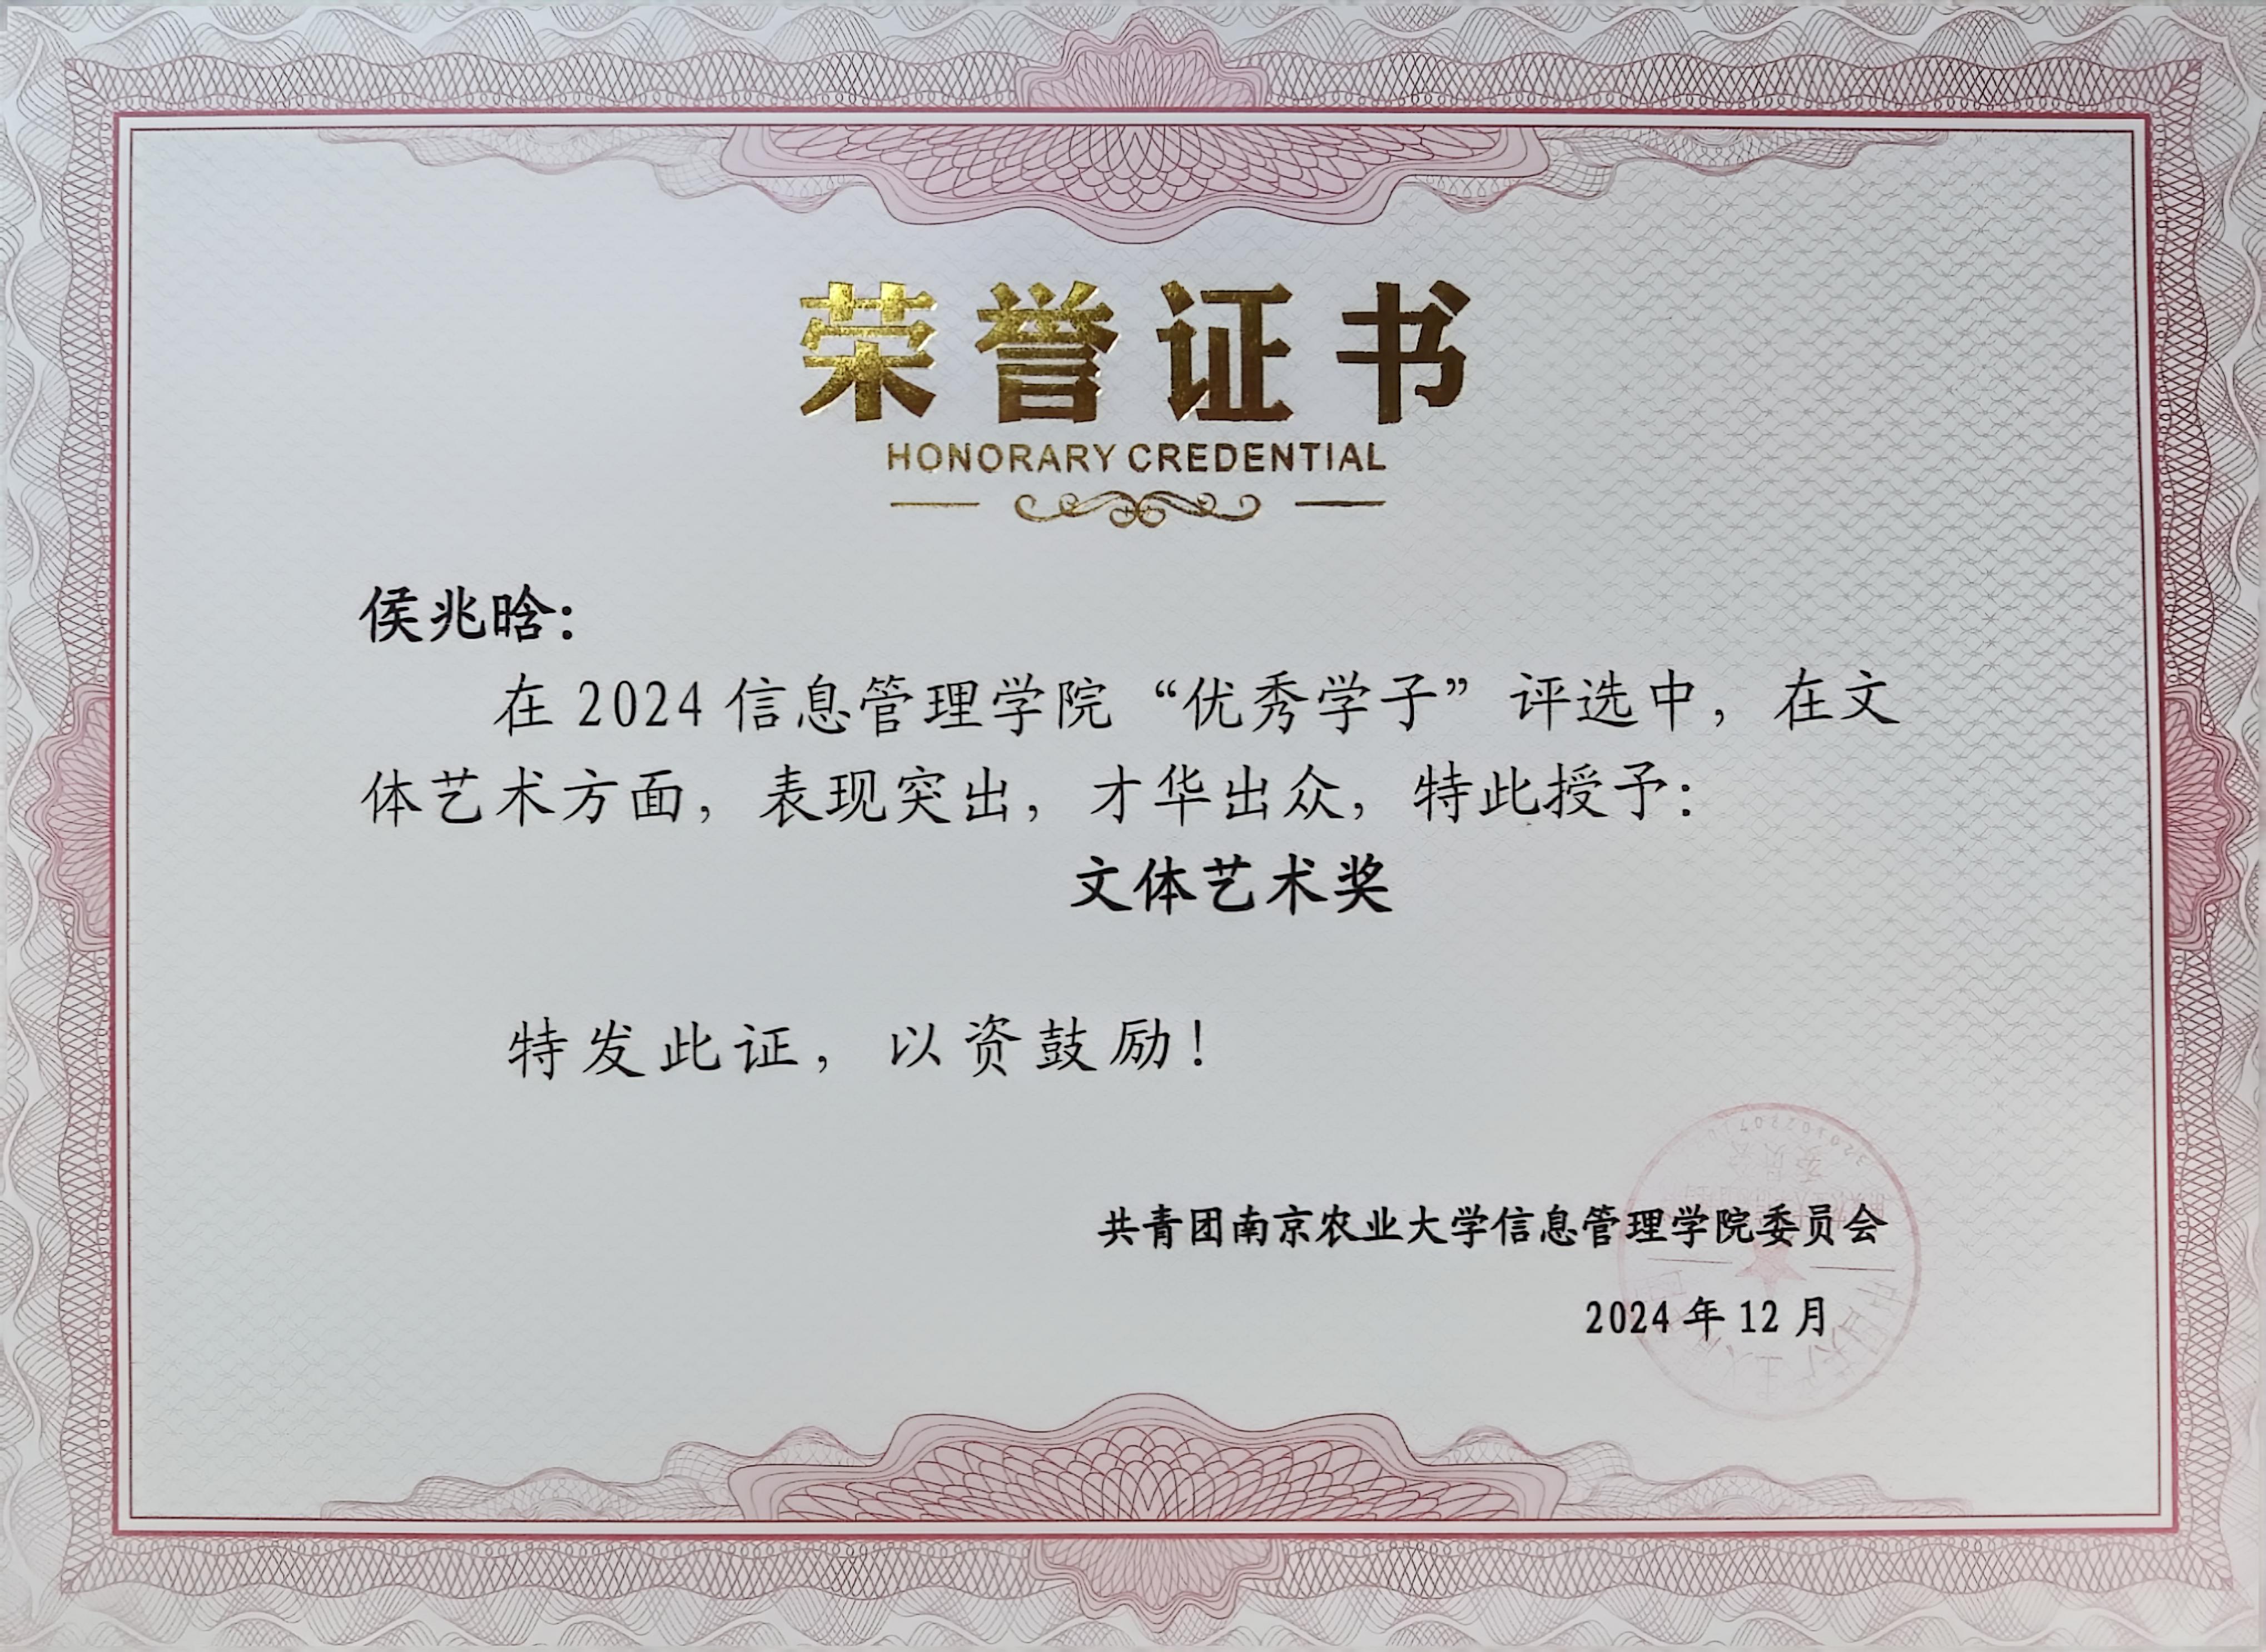 荣誉证书
HONORARY CREDENTIAL
侯兆晗：
在 2024 信息管理学院“优秀学子”评选中，在文
体艺术方面，表现突出，才华出众，特此授予：
文体艺术奖
特发此证，以资鼓励！
共青团南京农业大学信息管理学院委员会
2024 年 12 月